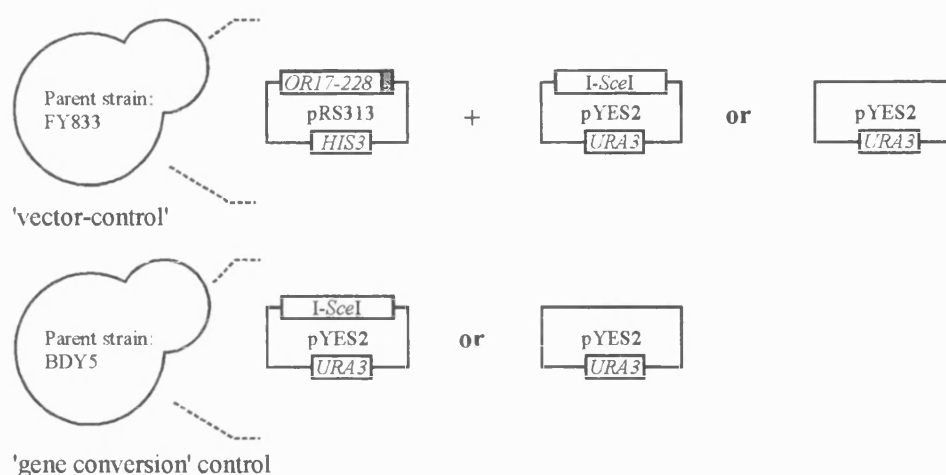 Parent strain:
FY833
OR17-228 s
pRS313
HIS3
+
I-SceI
pYES2
URA3
or
pYES2
URA3
'vector-control'
Parent strain:
BDY5
I-SceI
pYES2
URA3
or
pYES2
URA3
'gene conversion' control